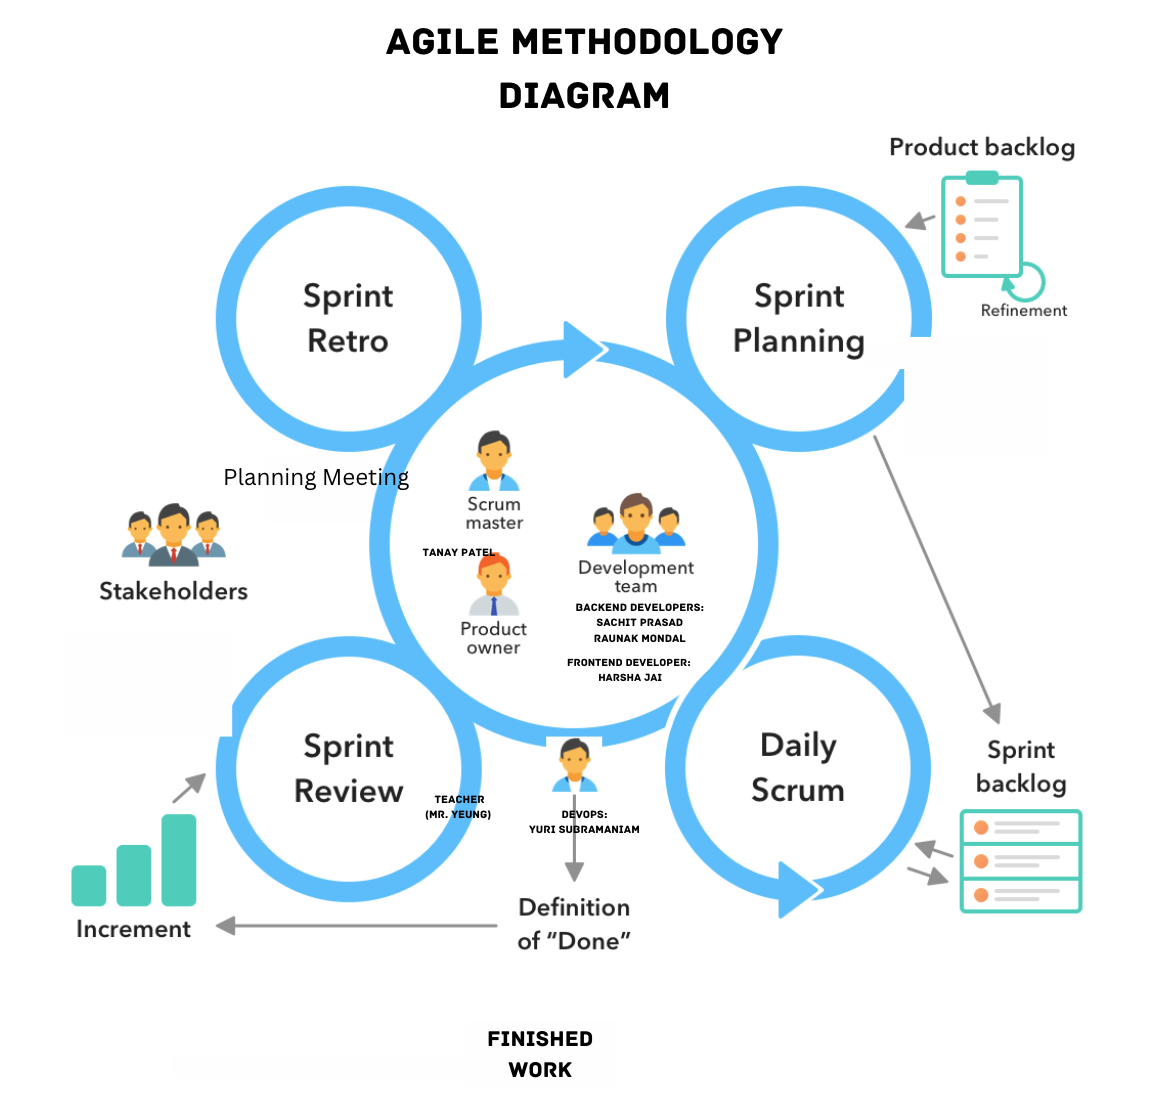 AGILE METHODOLOGY
DIAGRAM
Product backlog
Refinement
Sprint
Retro
Sprint
Planning
Planning Meeting
Stakeholders
Scrum
master
TANAY PATEL
Product
owner
Development
team
BACKEND DEVELOPERS:
SACHIT PRASAD
RAUNAK MONDAL
FRONTEND DEVELOPER:
HARSHA JAI
Sprint
Review
TEACHER
(MR. YEUNG)
DEVOPS:
YURI SUBRAMANIAM
Daily
Scrum
Sprint
backlog
Increment
Definition
of “Done”
FINISHED
WORK